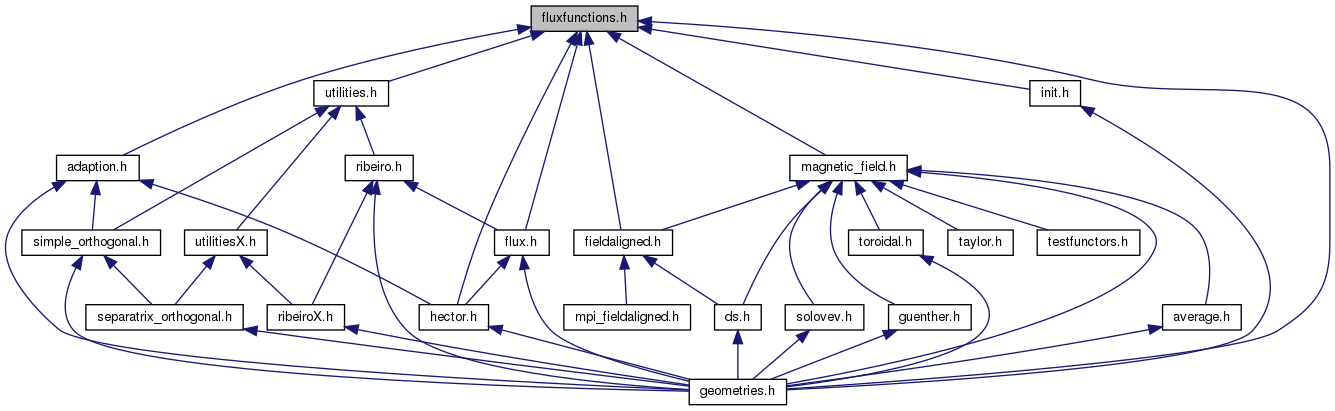 fluxfunctions.h
utilities.h
init.h
adaption.h
ribeiro.h
magnetic_field.h
simple_orthogonal.h
utilitiesX.h
flux.h
fieldaligned.h
toroidal.h
taylor.h
testfunctors.h
separatrix_orthogonal.h
ribeiroX.h
hector.h
mpi_fieldaligned.h
ds.h
solovev.h
guenther.h
average.h
geometries.h